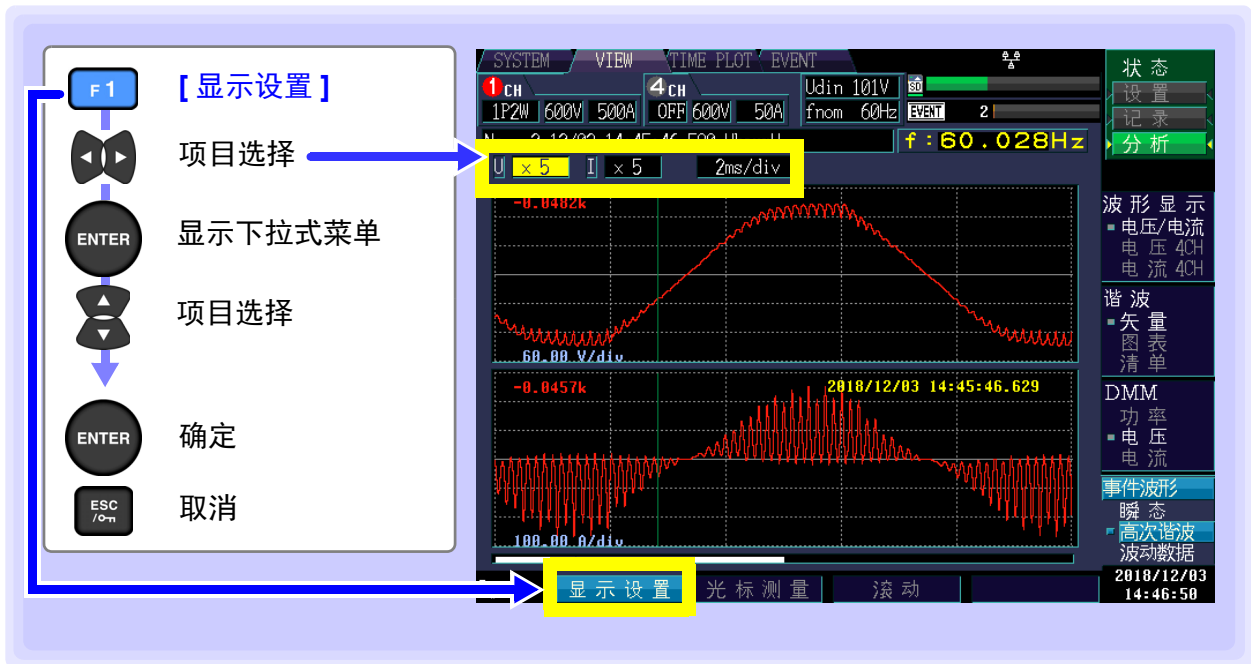 F1
[ 显示设置 ]
项目选择
ENTER
显示下拉式菜单
项目选择
ENTER
确定
ESC
取消
SYSTEM VIEW TIME PLOT EVENT
1 CH 4 CH Udin 101V SD
1P2W 600V 500A OFF 600V 50A fnom 60Hz EVENT 2
f:60.028Hz
U ×5 I ×5 2ms/div
-0.0482k
60.00 V/div
-0.0457k 2018/12/03 14:45:46.629
100.00 A/div
显示设置 光标测量 滚动
状态
设置
记录
分析
波形显示
电压/电流
电压 4CH
电流 4CH
谐波
矢量
图表
清单
DMM
功率
电压
电流
事件波形
瞬态
高次谐波
波动数据
2018/12/03
14:46:50